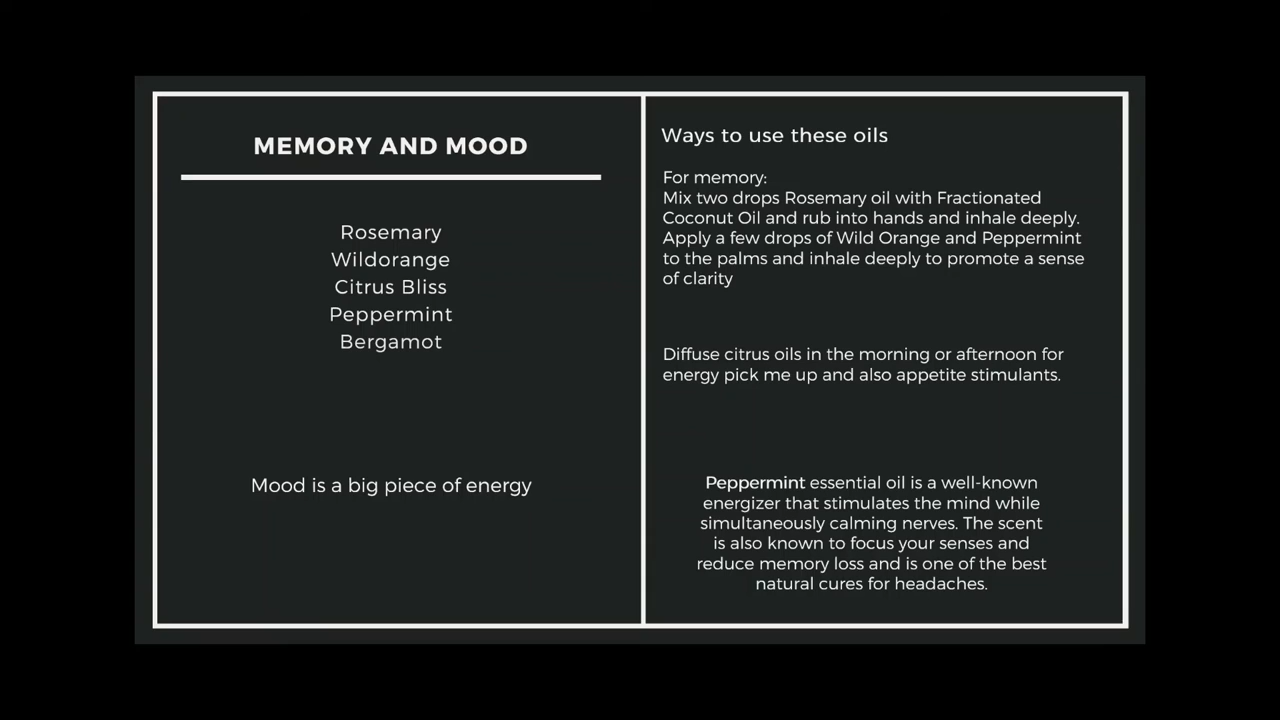 MEMORY AND MOOD
Rosemary
Wildorange
Citrus Bliss
Peppermint
Bergamot
Mood is a big piece of energy
Ways to use these oils
For memory:
Mix two drops Rosemary oil with Fractionated
Coconut Oil and rub into hands and inhale deeply.
Apply a few drops of Wild Orange and Peppermint
to the palms and inhale deeply to promote a sense
of clarity
Diffuse citrus oils in the morning or afternoon for
energy pick me up and also appetite stimulants.
Peppermint essential oil is a well-known
energizer that stimulates the mind while
simultaneously calming nerves. The scent
is also known to focus your senses and
reduce memory loss and is one of the best
natural cures for headaches.